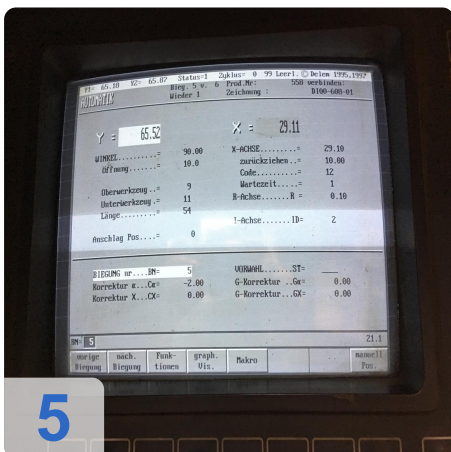 Y1= 65.18 Y2= 65.87 Status=1 Zyklus= 0 99 Leerl. © Delem 1995,1997
Bieg. 5 v. 6 Prod.Nr: 550 verbinden:
AUTOMATIK Wieder 1 Zeichnung : D100-608-01
Y = 65.52 X = 29.11
WINKEL..........= 90.00 X-ACHSE.........= 29.10
Öffnung.......= 10.0 zurückziehen..= 10.00
Code..........= 12
Oberwerkzeug..= 9 Wartezeit.....= 1
Unterwerkzeug.= 11 R-Achse.......R = 0.10
Länge.........= 54
I-Achse......ID= 2
Anschlag Pos....= 0
BIEGUNG nr....BN= 5 VORWAHL......ST=
Korrektur α...Cα= -2.00 G-Korrektur ..Gα= 0.00
Korrektur X...CX= 0.00 G-Korrektur...GX= 0.00
BN= 5 21.1
vorige Biegung
näch. Biegung
Funk- tionen
graph. Vis.
Makro
manuell Pos.
5